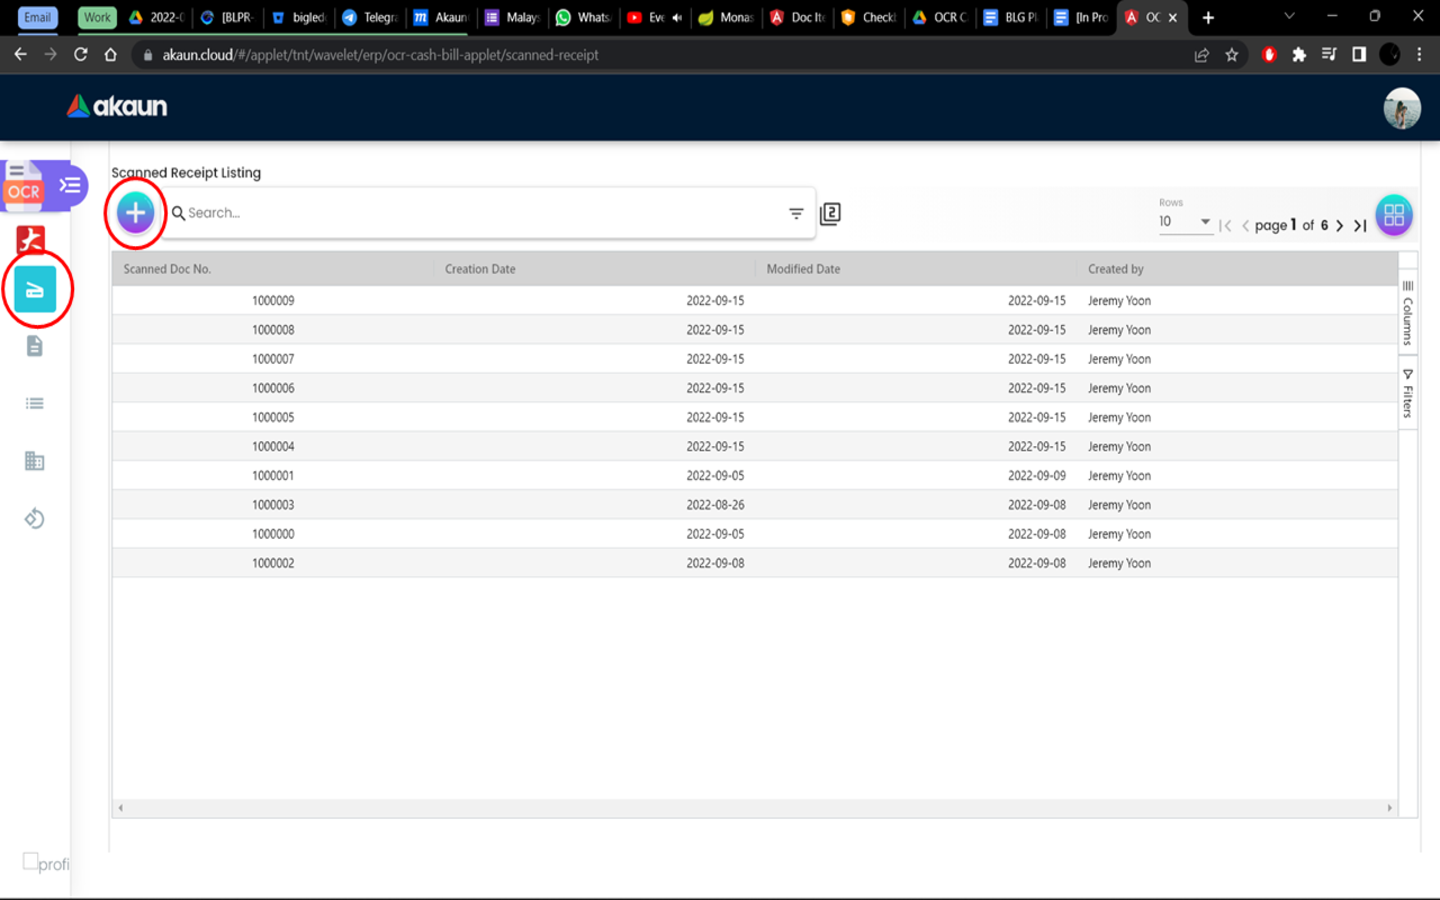 Email Work 2022-0 [BLPR- bigled Telegra Akaun Malays Whats Eve Monas Doc Ite Checkl OCR C BLG Pl [In Pro OC
akaun.cloud/#/applet/tnt/wavelet/erp/ocr-cash-bill-applet/scanned-receipt
akaun
Scanned Receipt Listing
OCR
Search...
2
Rows
10
page 1 of 6
Scanned Doc No. Creation Date Modified Date Created by
1000009 2022-09-15 2022-09-15 Jeremy Yoon
1000008 2022-09-15 2022-09-15 Jeremy Yoon
1000007 2022-09-15 2022-09-15 Jeremy Yoon
1000006 2022-09-15 2022-09-15 Jeremy Yoon
1000005 2022-09-15 2022-09-15 Jeremy Yoon
1000004 2022-09-15 2022-09-15 Jeremy Yoon
1000001 2022-09-05 2022-09-09 Jeremy Yoon
1000003 2022-08-26 2022-09-08 Jeremy Yoon
1000000 2022-09-05 2022-09-08 Jeremy Yoon
1000002 2022-09-08 2022-09-08 Jeremy Yoon
Columns
Filters
profi